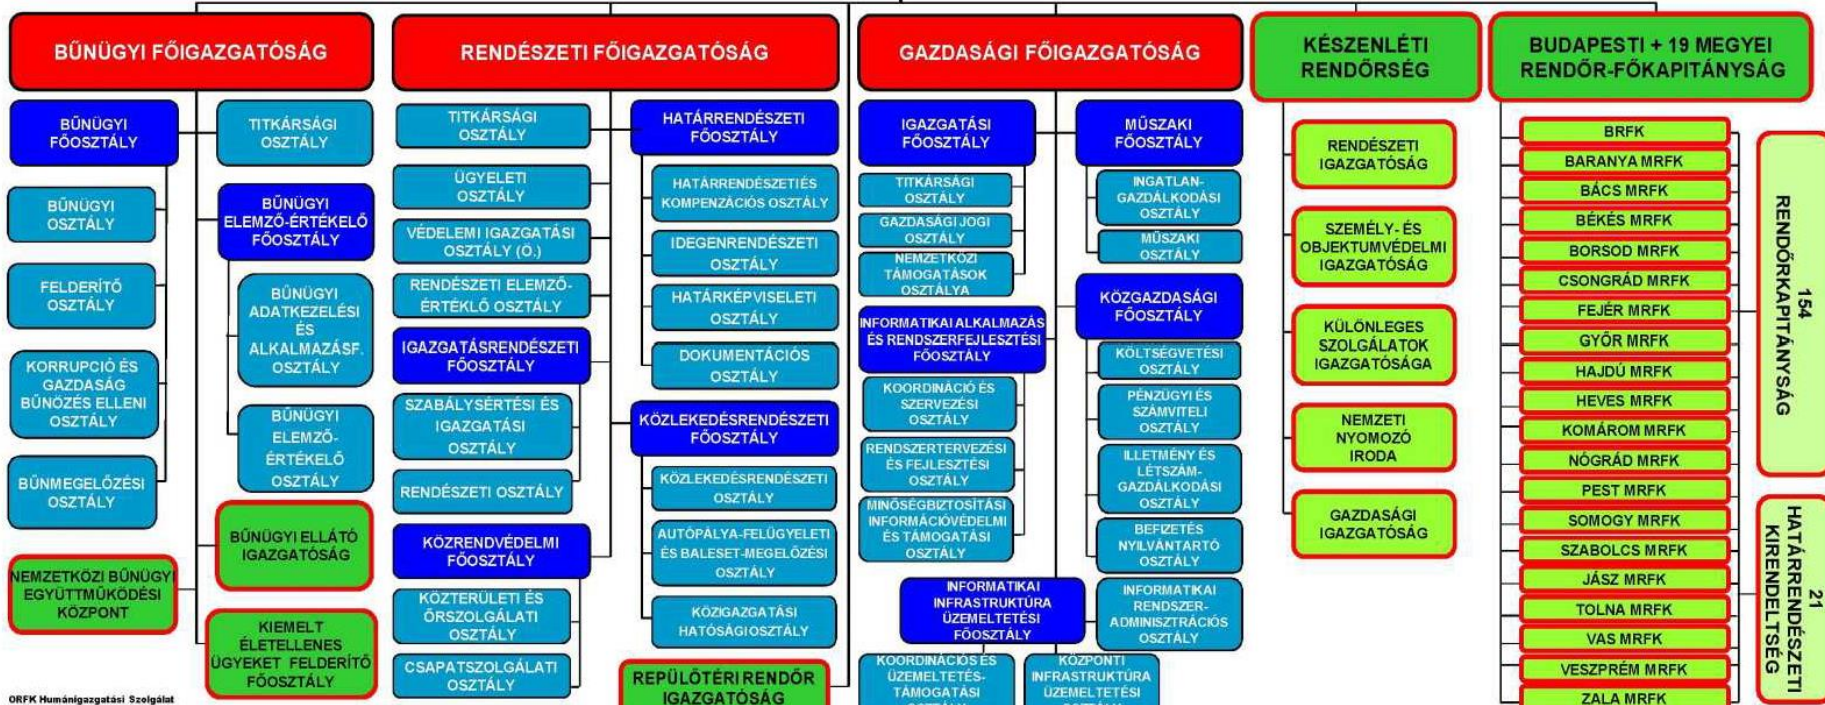 BŰNÜGYI FŐIGAZGATÓSÁG
BŰNÜGYI
FŐOSZTÁLY
TITKÁRSÁGI
OSZTÁLY
BŰNÜGYI
OSZTÁLY
FELDERÍTŐ
OSZTÁLY
KORRUPCIÓ ÉS
GAZDASÁG
BŰNÖZÉS ELLENI
OSZTÁLY
BŰNMEGELŐZÉSI
OSZTÁLY
BŰNÜGYI
ELEMZŐ-ÉRTÉKELŐ
FŐOSZTÁLY
BŰNÜGYI
ADATKEZELÉSI
ÉS
ALKALMAZÁSF.
OSZTÁLY
BŰNÜGYI
ELEMZŐ-
ÉRTÉKELŐ
OSZTÁLY
BŰNÜGYI ELLÁTÓ
IGAZGATÓSÁG
NEMZETKÖZI BŰNÜGYI
EGYÜTTMŰKÖDÉSI
KÖZPONT
KIEMELT
ÉLETELLENES
ÜGYEKET FELDERÍTŐ
FŐOSZTÁLY
ORFK Humánigazgatási Szolgálat
RENDÉSZETI FŐIGAZGATÓSÁG
TITKÁRSÁGI
OSZTÁLY
ÜGYELETI
OSZTÁLY
VÉDELEMI IGAZGATÁSI
OSZTÁLY (Ö.)
RENDÉSZETI ELEMZŐ-
ÉRTÉKLŐ OSZTÁLY
IGAZGATÁSRENDÉSZETI
FŐOSZTÁLY
SZABÁLYSÉRTÉSI ÉS
IGAZGATÁSI
OSZTÁLY
RENDÉSZETI OSZTÁLY
KÖZRENDVÉDELMI
FŐOSZTÁLY
KÖZTERÜLETI ÉS
ŐRSZOLGÁLATI
OSZTÁLY
CSAPATSZOLGÁLATI
OSZTÁLY
HATÁRRENDÉSZETI
FŐOSZTÁLY
HATÁRRENDÉSZETI ÉS
KOMPENZÁCIÓS OSZTÁLY
IDEGENRENDÉSZETI
OSZTÁLY
HATÁRKÉPVISELETI
OSZTÁLY
DOKUMENTÁCIÓS
OSZTÁLY
KÖZLEKEDÉSRENDÉSZETI
FŐOSZTÁLY
KÖZLEKEDÉSRENDÉSZETI
OSZTÁLY
AUTÓPÁLYA-FELÜGYELETI
ÉS BALESET-MEGELŐZÉSI
OSZTÁLY
KÖZIGAZGATÁSI
HATÓSÁGI OSZTÁLY
REPÜLŐTÉRI RENDŐR
IGAZGATÓSÁG
GAZDASÁGI FŐIGAZGATÓSÁG
IGAZGATÁSI
FŐOSZTÁLY
TITKÁRSÁGI
OSZTÁLY
GAZDASÁGI JOGI
OSZTÁLY
NEMZETKÖZI
TÁMOGATÁSOK
OSZTÁLYA
INFORMATIKAI ALKALMAZÁS
ÉS RENDSZERFEJLESZTÉSI
FŐOSZTÁLY
KOORDINÁCIÓ ÉS
SZERVEZÉSI
OSZTÁLY
RENDSZERTERVEZÉSI
ÉS FEJLESZTÉSI
OSZTÁLY
MINŐSÉGBIZTOSÍTÁSI
INFORMÁCIÓVÉDELMI
ÉS TÁMOGATÁSI
OSZTÁLY
MŰSZAKI
FŐOSZTÁLY
INGATLAN-
GAZDÁLKODÁSI
OSZTÁLY
MŰSZAKI
OSZTÁLY
KÖZGAZDASÁGI
FŐOSZTÁLY
KÖLTSÉGVETÉSI
OSZTÁLY
PÉNZÜGYI ÉS
SZÁMVITELI
OSZTÁLY
ILLETMÉNY ÉS
LÉTSZÁM-
GAZDÁLKODÁSI
OSZTÁLY
BEFIZETÉS
NYILVÁNTARTÓ
OSZTÁLY
INFORMATIKAI
INFRASTRUKTÚRA
ÜZEMELTETÉSI
FŐOSZTÁLY
INFORMATIKAI
RENDSZER-
ADMINISZTRÁCIÓS
OSZTÁLY
KOORDINÁCIÓS ÉS
ÜZEMELTETÉS-
TÁMOGATÁSI
KÖZPONTI
INFRASTRUKTÚRA
ÜZEMELTETÉSI
KÉSZENLÉTI
RENDŐRSÉG
RENDÉSZETI
IGAZGATÓSÁG
SZEMÉLY- ÉS
OBJEKTUMVÉDELMI
IGAZGATÓSÁG
KÜLÖNLEGES
SZOLGÁLATOK
IGAZGATÓSÁGA
NEMZETI
NYOMOZÓ
IRODA
GAZDASÁGI
IGAZGATÓSÁG
BUDAPESTI + 19 MEGYEI
RENDŐR-FŐKAPITÁNYSÁG
BRFK
BARANYA MRFK
BÁCS MRFK
BÉKÉS MRFK
BORSOD MRFK
CSONGRÁD MRFK
FEJÉR MRFK
GYŐR MRFK
HAJDÚ MRFK
HEVES MRFK
KOMÁROM MRFK
NÓGRÁD MRFK
PEST MRFK
SOMOGY MRFK
SZABOLCS MRFK
JÁSZ MRFK
TOLNA MRFK
VAS MRFK
VESZPRÉM MRFK
ZALA MRFK
154
RENDŐRKAPITÁNYSÁG
21
HATÁRRENDÉSZETI
KIRENDELTSÉG